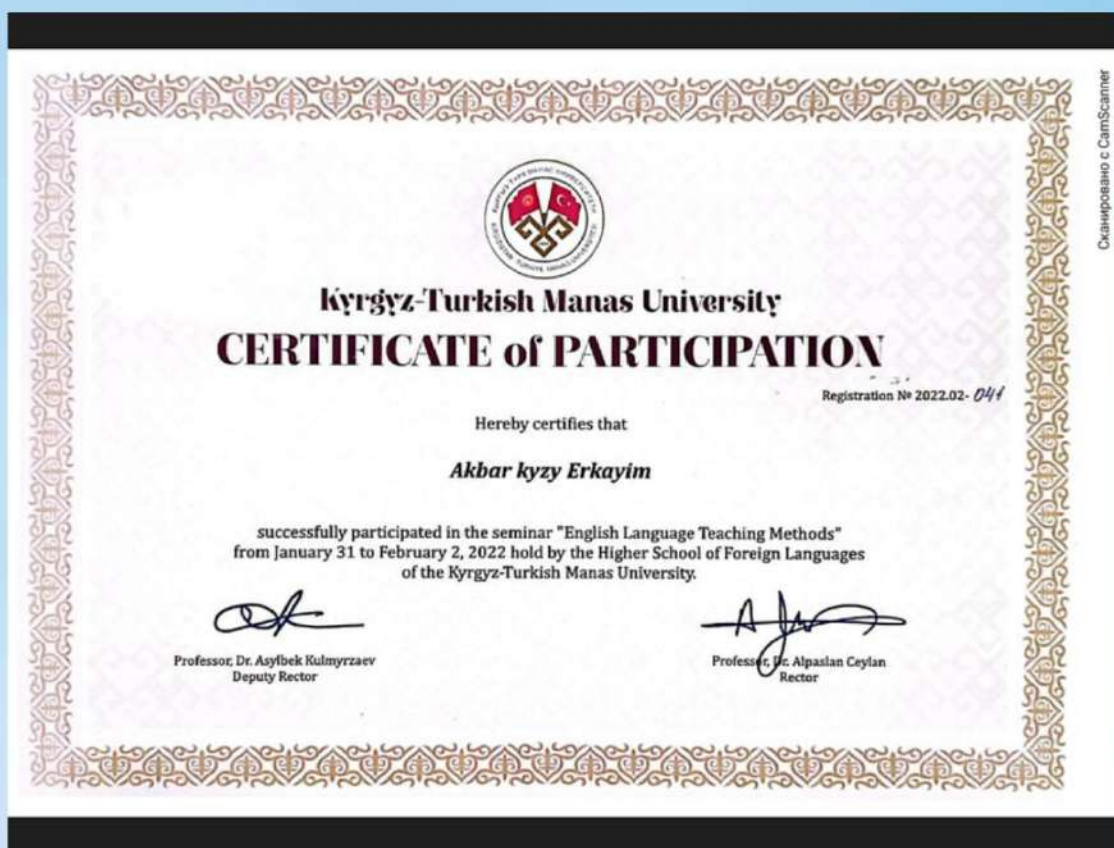 Kyrgyz-Turkish Manas University
CERTIFICATE of PARTICIPATION
Registration № 2022.02- 041
Hereby certifies that
Akbar kyzy Erkayim
successfully participated in the seminar "English Language Teaching Methods"
from January 31 to February 2, 2022 hold by the Higher School of Foreign Languages
of the Kyrgyz-Turkish Manas University.
Professor, Dr. Asylbek Kulmyrzaev
Deputy Rector
Professor, Dr. Alpaslan Ceylan
Rector
Сканировано с CamScanner